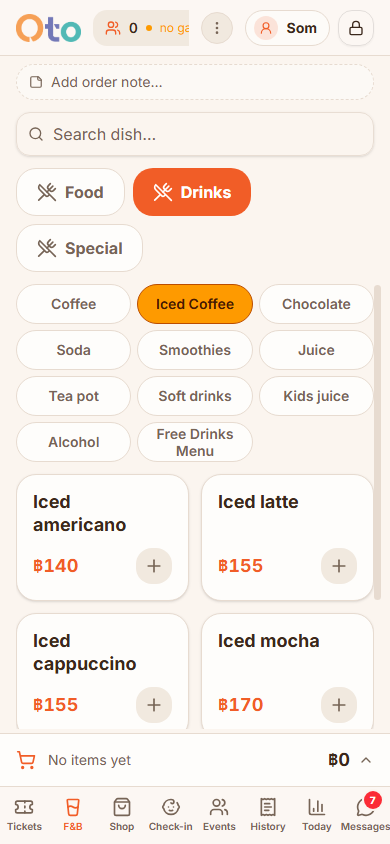 Oto
0 no ga
Som
Add order note...
Search dish...
Food
Drinks
Special
Coffee
Iced Coffee
Chocolate
Soda
Smoothies
Juice
Tea pot
Soft drinks
Kids juice
Alcohol
Free Drinks
Menu
Iced
americano
฿140
Iced latte
฿155
Iced
cappuccino
฿155
Iced mocha
฿170
No items yet
฿0
7
Tickets
F&B
Shop
Check-in
Events
History
Today
Messages